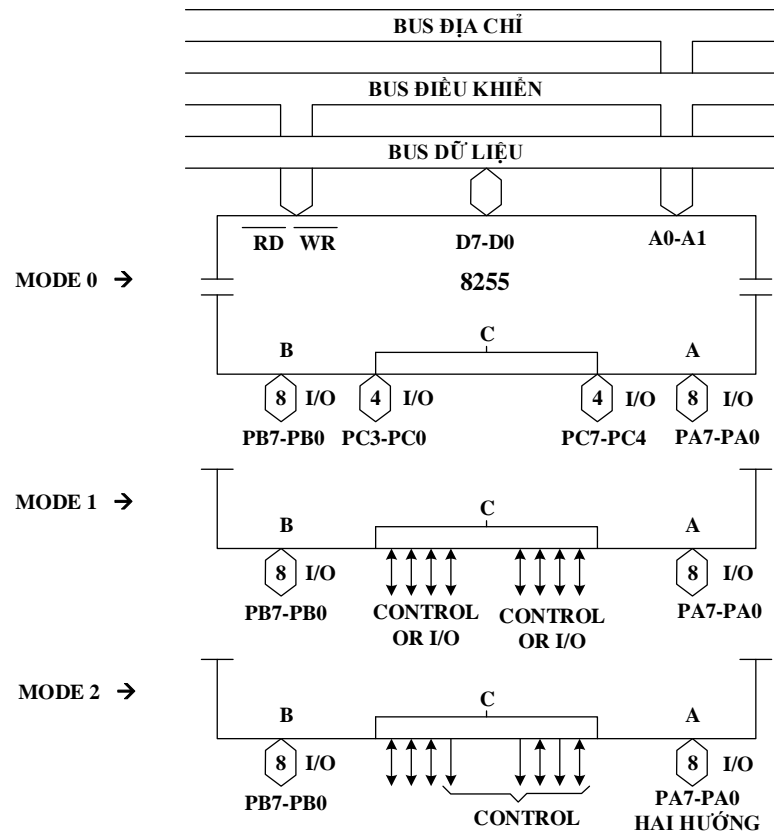 BUS ĐỊA CHỈ
BUS ĐIỀU KHIỂN
BUS DỮ LIỆU
RD WR D7-D0 A0-A1
MODE 0 → 8255
B C A
8 I/O 4 I/O 4 I/O 8 I/O
PB7-PB0 PC3-PC0 PC7-PC4 PA7-PA0
MODE 1 →
B C A
8 I/O 8 I/O
PB7-PB0 CONTROL CONTROL PA7-PA0
OR I/O OR I/O
MODE 2 →
B C A
8 I/O 8 I/O
PB7-PB0 CONTROL PA7-PA0
HAI HƯỚNG